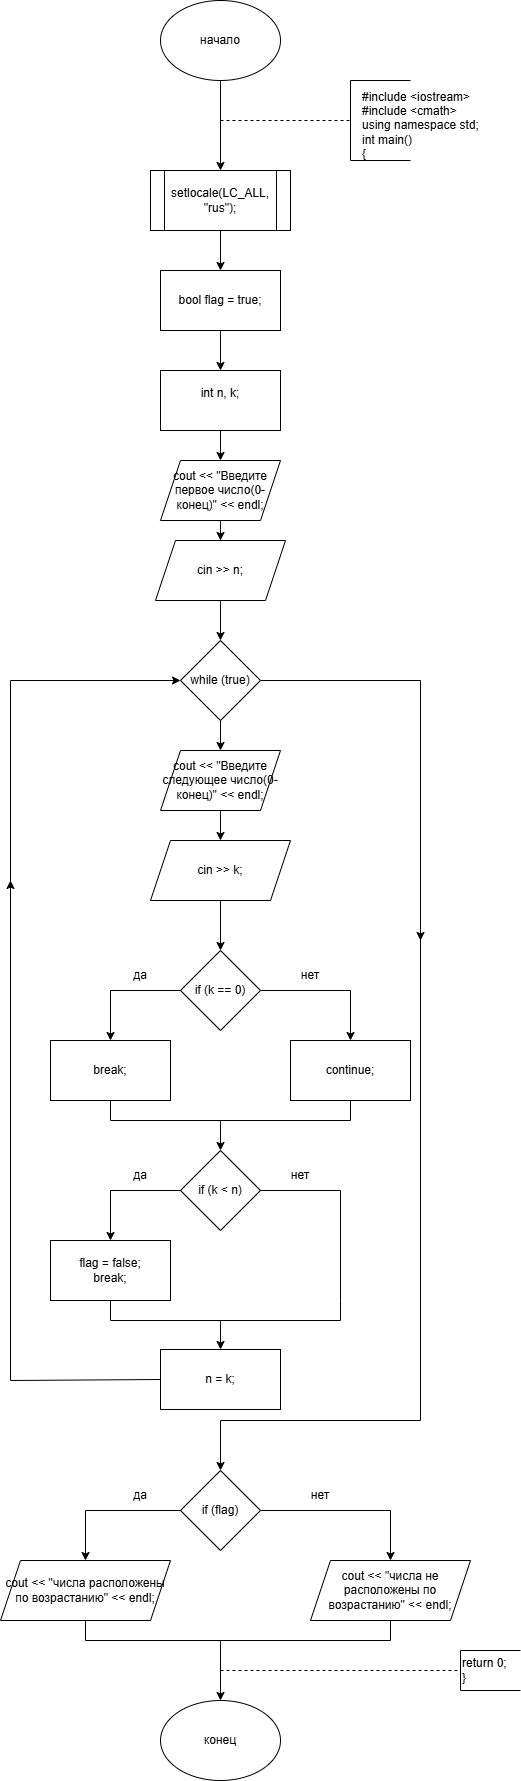 начало
#include <iostream>
#include <cmath>
using namespace std;
int main()
{
setlocale(LC_ALL,
"rus");
bool flag = true;
int n, k;
cout << "Введите
первое число(0-
конец)" << endl;
cin >> n;
while (true)
cout << "Введите
следующее число(0-
конец)" << endl;
cin >> k;
if (k == 0)
да
нет
break;
continue;
if (k < n)
да
нет
flag = false;
break;
n = k;
if (flag)
да
нет
cout << "числа расположены
по возрастанию" << endl;
cout << "числа не
расположены по
возрастанию" << endl;
return 0;
}
конец